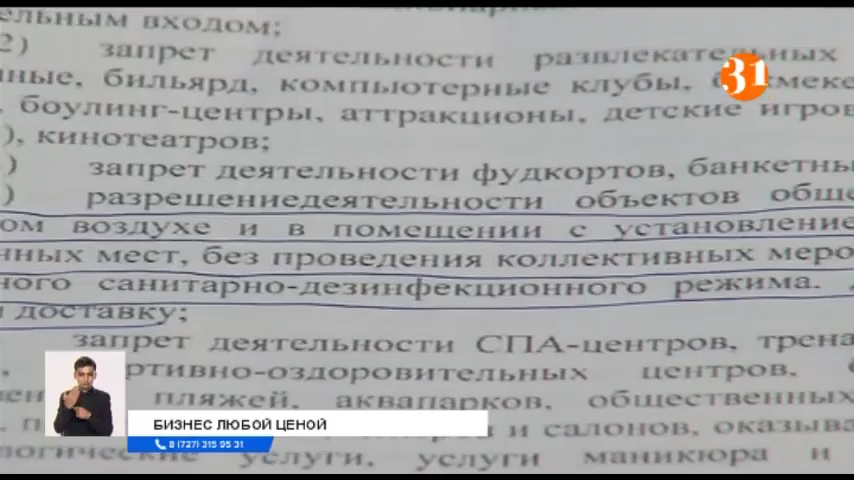 ельным входом;
2) запрет деятельности развлекательных
нные, бильярд, компьютерные клубы,
, боулинг-центры, аттракционы, детские игров
), кинотеатров;
) запрет деятельности фудкортов, банкетны
) разрешениедеятельности объектов обще
ом воздухе и в помещении с установление
нных мест, без проведения коллективных меро
ного санитарно-дезинфекционного режима.
и доставку;
запрет деятельности СПА-центров, трена
, ортивно-оздоровительных центров,
вен пляжей, аквапарков, общественных
, п и салонов, оказыва
логические услуги, услуги маникюра и
31
БИЗНЕС ЛЮБОЙ ЦЕНОЙ
8 (727) 315 95 31